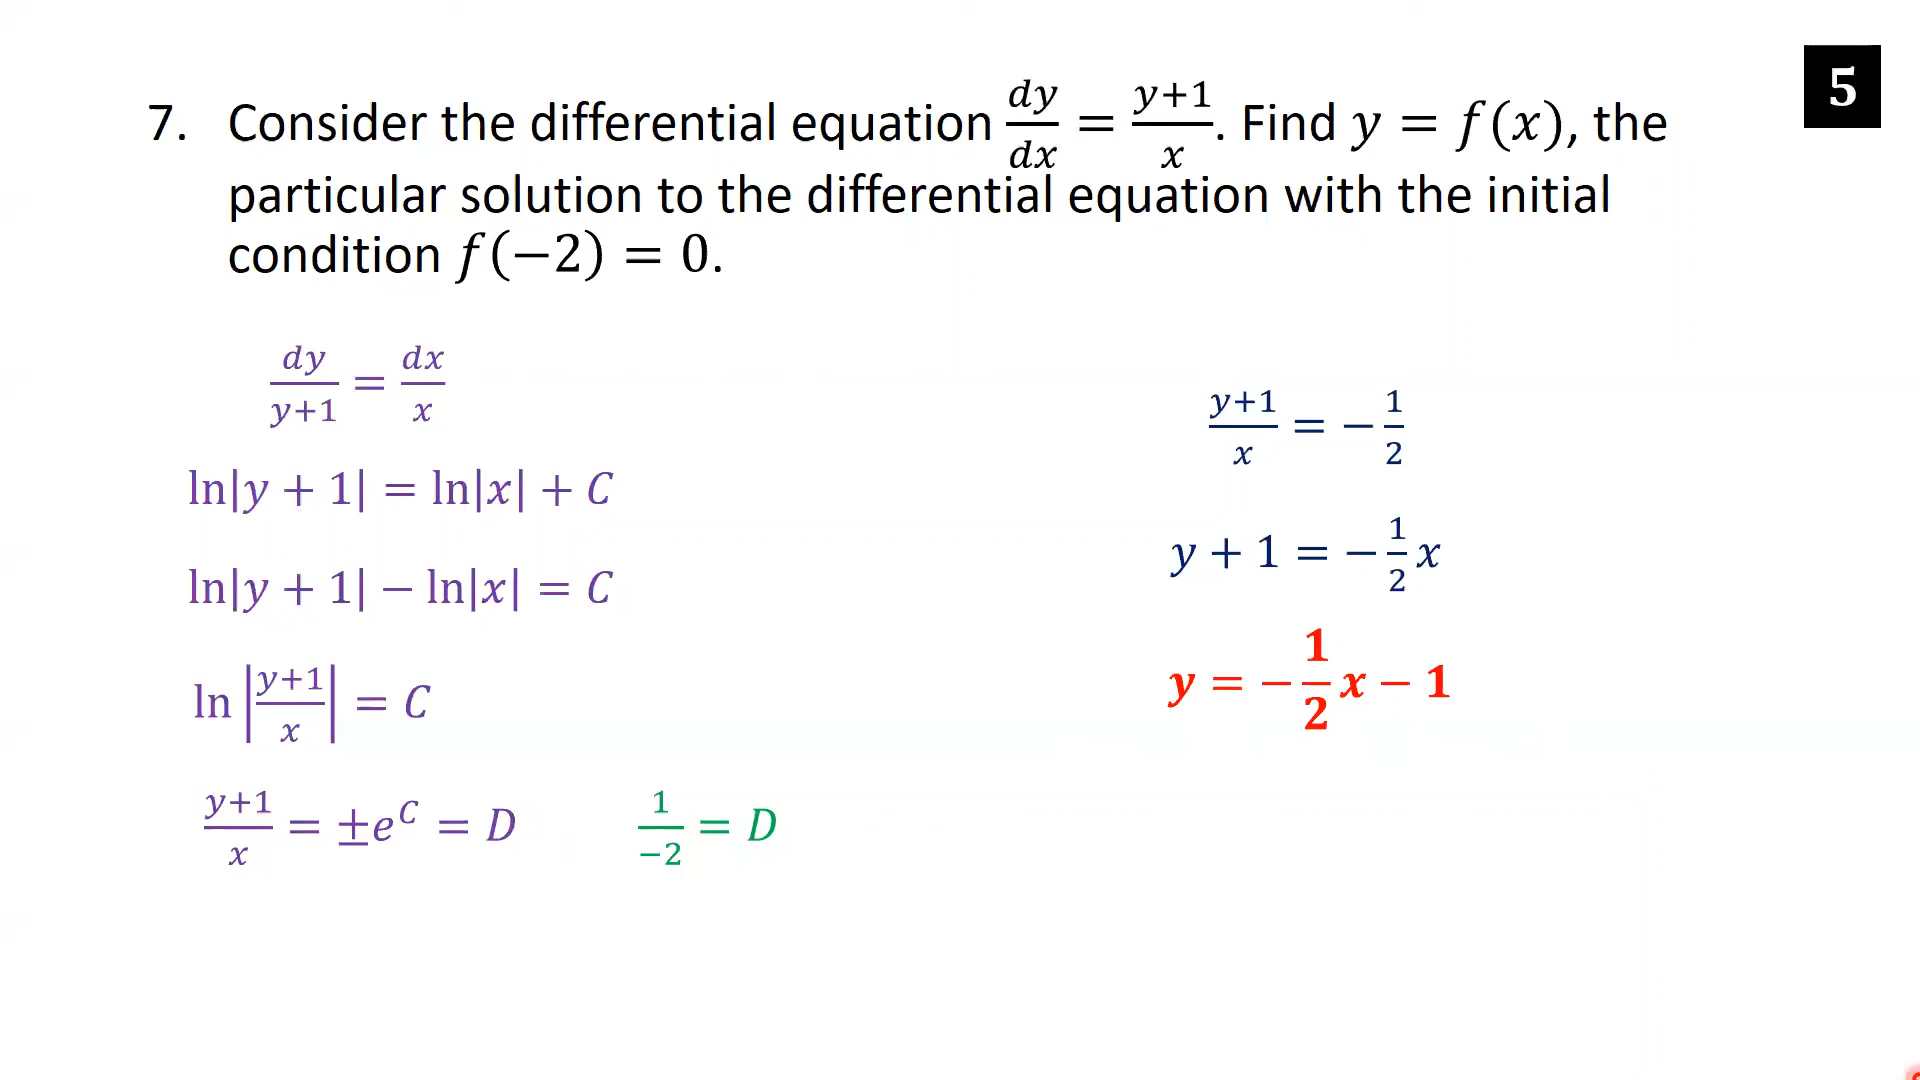 5
7. Consider the differential equation dy/dx = y+1/x. Find y = f(x), the
particular solution to the differential equation with the initial
condition f(−2) = 0.
dy/y+1 = dx/x
ln|y + 1| = ln|x| + C
ln|y + 1| − ln|x| = C
ln |y+1/x| = C
y+1/x = ±e^C = D
1/−2 = D
y+1/x = −1/2
y + 1 = −1/2 x
y = −1/2 x − 1